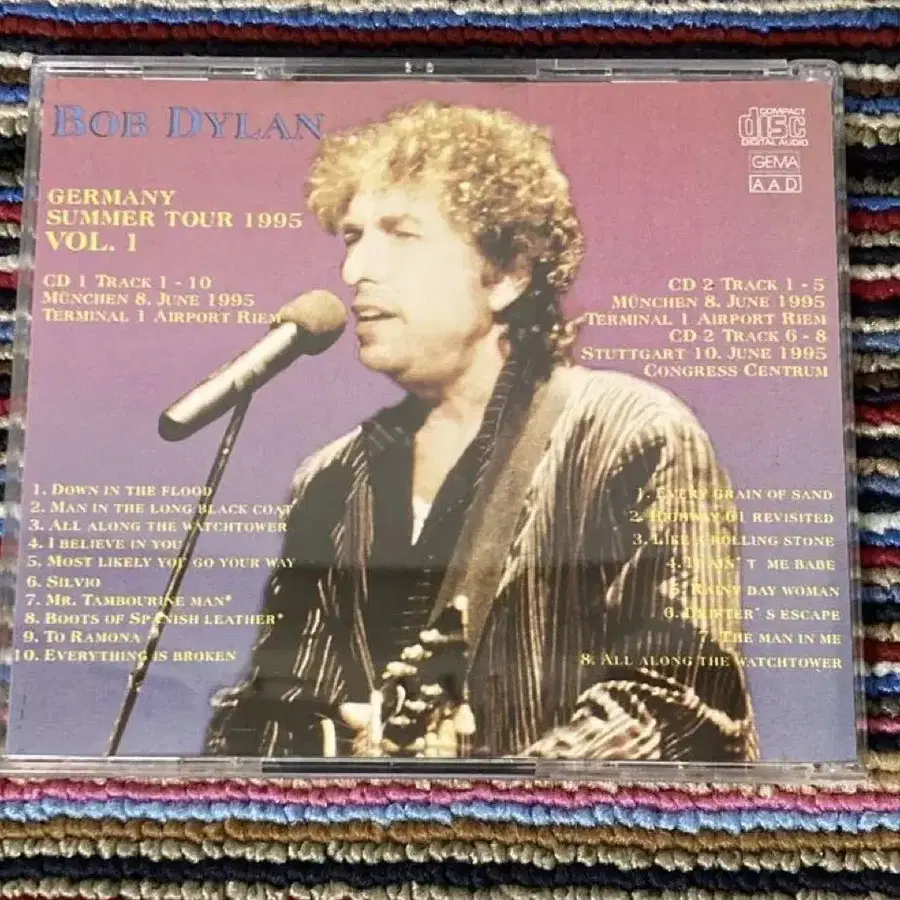 BOB DYLAN
COMPACT
disc
DIGITAL AUDIO
GEMA
AAD
GERMANY
SUMMER TOUR 1995
VOL. 1
CD 1 TRACK 1 - 10
MÜNCHEN 8. JUNE 1995
TERMINAL 1 AIRPORT RIEM
CD 2 TRACK 1 - 5
MÜNCHEN 8. JUNE 1995
TERMINAL 1 AIRPORT RIEM
CD 2 TRACK 6 - 8
STUTTGART 10. JUNE 1995
CONGRESS CENTRUM
1. DOWN IN THE FLOOD
2. MAN IN THE LONG BLACK COAT
3. ALL ALONG THE WATCHTOWER
4. I BELIEVE IN YOU
5. MOST LIKELY YOU GO YOUR WAY
6. SILVIO
7. MR. TAMBOURINE MAN*
8. BOOTS OF SPANISH LEATHER*
9. TO RAMONA
10. EVERYTHING IS BROKEN
1. EVERY GRAIN OF SAND
2. HIGHWAY 61 REVISITED
3. LIKE A ROLLING STONE
4. IT AIN'T ME BABE
5. RAINY DAY WOMAN
6. DRIFTER'S ESCAPE
7. THE MAN IN ME
8. ALL ALONG THE WATCHTOWER